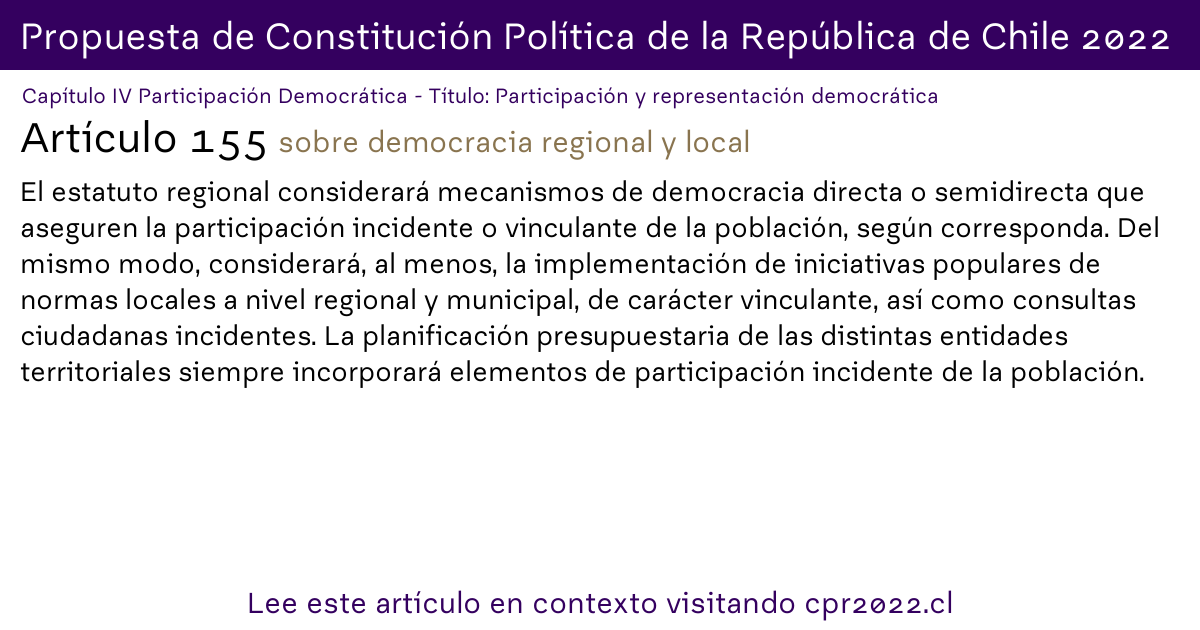 Propuesta de Constitución Política de la República de Chile 2022
Capítulo IV Participación Democrática - Título: Participación y representación democrática
Artículo 155 sobre democracia regional y local
El estatuto regional considerará mecanismos de democracia directa o semidirecta que
aseguren la participación incidente o vinculante de la población, según corresponda. Del
mismo modo, considerará, al menos, la implementación de iniciativas populares de
normas locales a nivel regional y municipal, de carácter vinculante, así como consultas
ciudadanas incidentes. La planificación presupuestaria de las distintas entidades
territoriales siempre incorporará elementos de participación incidente de la población.
Lee este artículo en contexto visitando cpr2022.cl